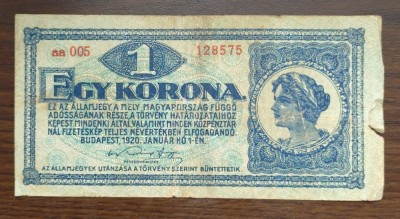 aa 005 128575
1
EGY KORONA
EZ AZ ÁLLAMJEGY A MELY MAGYARORSZÁG FÜGGŐ
ADÓSSÁGÁNAK RÉSZE A TÖRVÉNY HATÁROZATAIHOZ
KÉPEST MINDENKI ÁLTAL VALAMINT MINDEN KÖZPÉNZTÁR
NÁL FIZETÉSKÉP TELJES NÉVÉRTÉKBEN ELFOGADANDÓ.
BUDAPEST, 1920. JANUÁR HÓ 1-ÉN.
PÉNZÜGYMINISZTER
AZ ÁLLAMJEGYEK UTÁNZÁSA A TÖRVÉNY SZERINT BÜNTETTETIK.